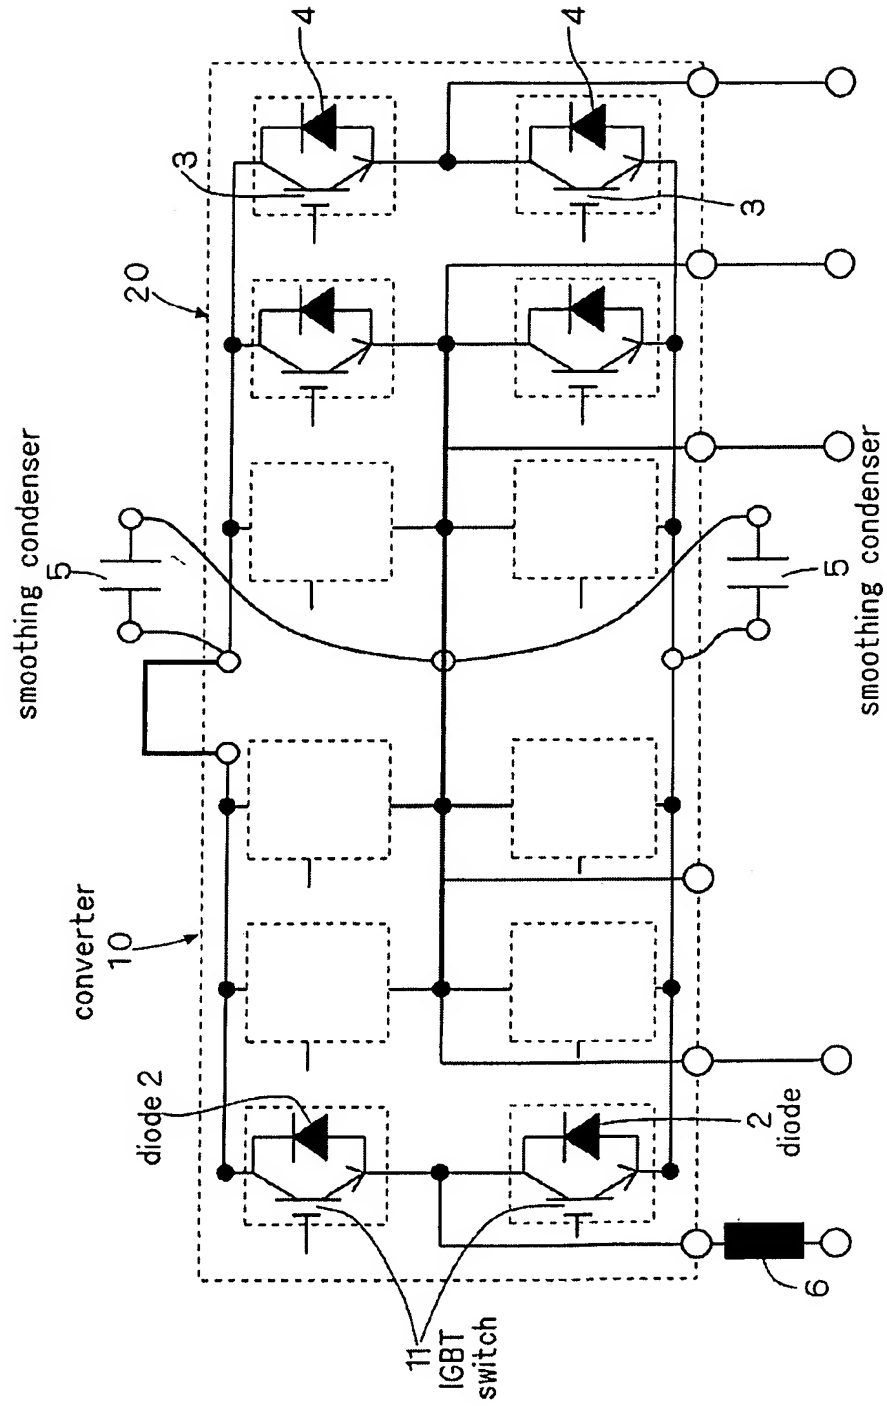 smoothing condenser
5
converter
10
20
diode 2
3
4
11
IGBT
switch
4
3
2
diode
6
5
smoothing condenser